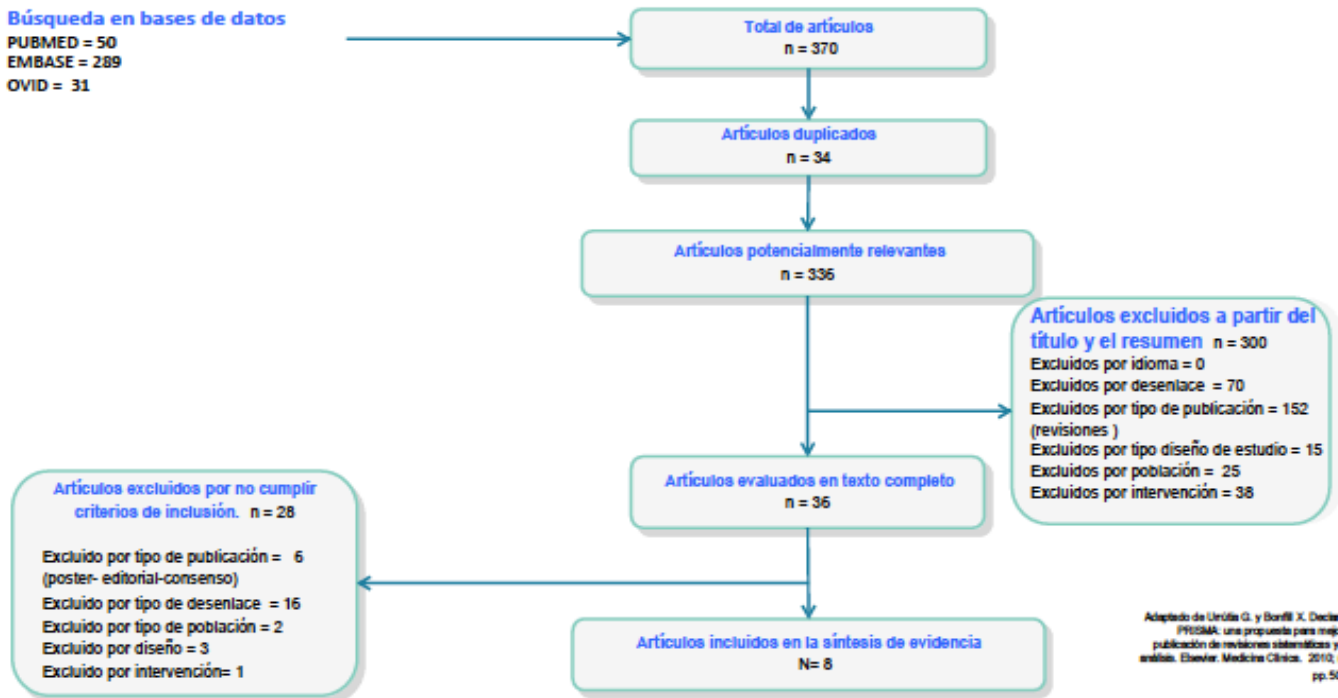 Búsqueda en bases de datos
PUBMED = 50
EMBASE = 289
OVID = 31
Total de artículos
n = 370
Artículos duplicados
n = 34
Artículos potencialmente relevantes
n = 336
Artículos excluidos a partir del
título y el resumen n = 300
Excluidos por idioma = 0
Excluidos por desenlace = 70
Excluidos por tipo de publicación = 152
(revisiones )
Excluidos por tipo diseño de estudio = 15
Excluidos por población = 25
Excluidos por intervención = 38
Artículos evaluados en texto completo
n = 36
Artículos excluidos por no cumplir
criterios de inclusión. n = 28
Excluido por tipo de publicación = 6
(poster- editorial-consenso)
Excluido por tipo de desenlace = 16
Excluido por tipo de población = 2
Excluido por diseño = 3
Excluido por intervención= 1
Artículos incluidos en la síntesis de evidencia
N= 8
Adaptado de Urrútia G. y Bonfill X.
PRISMA: una propuesta para
publicación de revisiones sistemáticas y
análisis. Elsevier. Medicina Clínica. 2010;